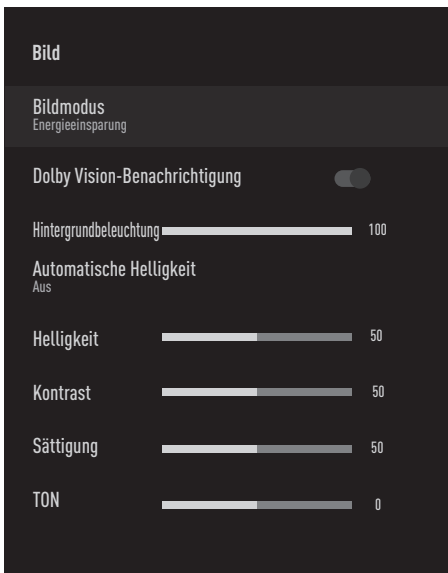 Bild
Bildmodus
Energieeinsparung
Dolby Vision-Benachrichtigung
Hintergrundbeleuchtung 100
Automatische Helligkeit
Aus
Helligkeit 50
Kontrast 50
Sättigung 50
TON 0